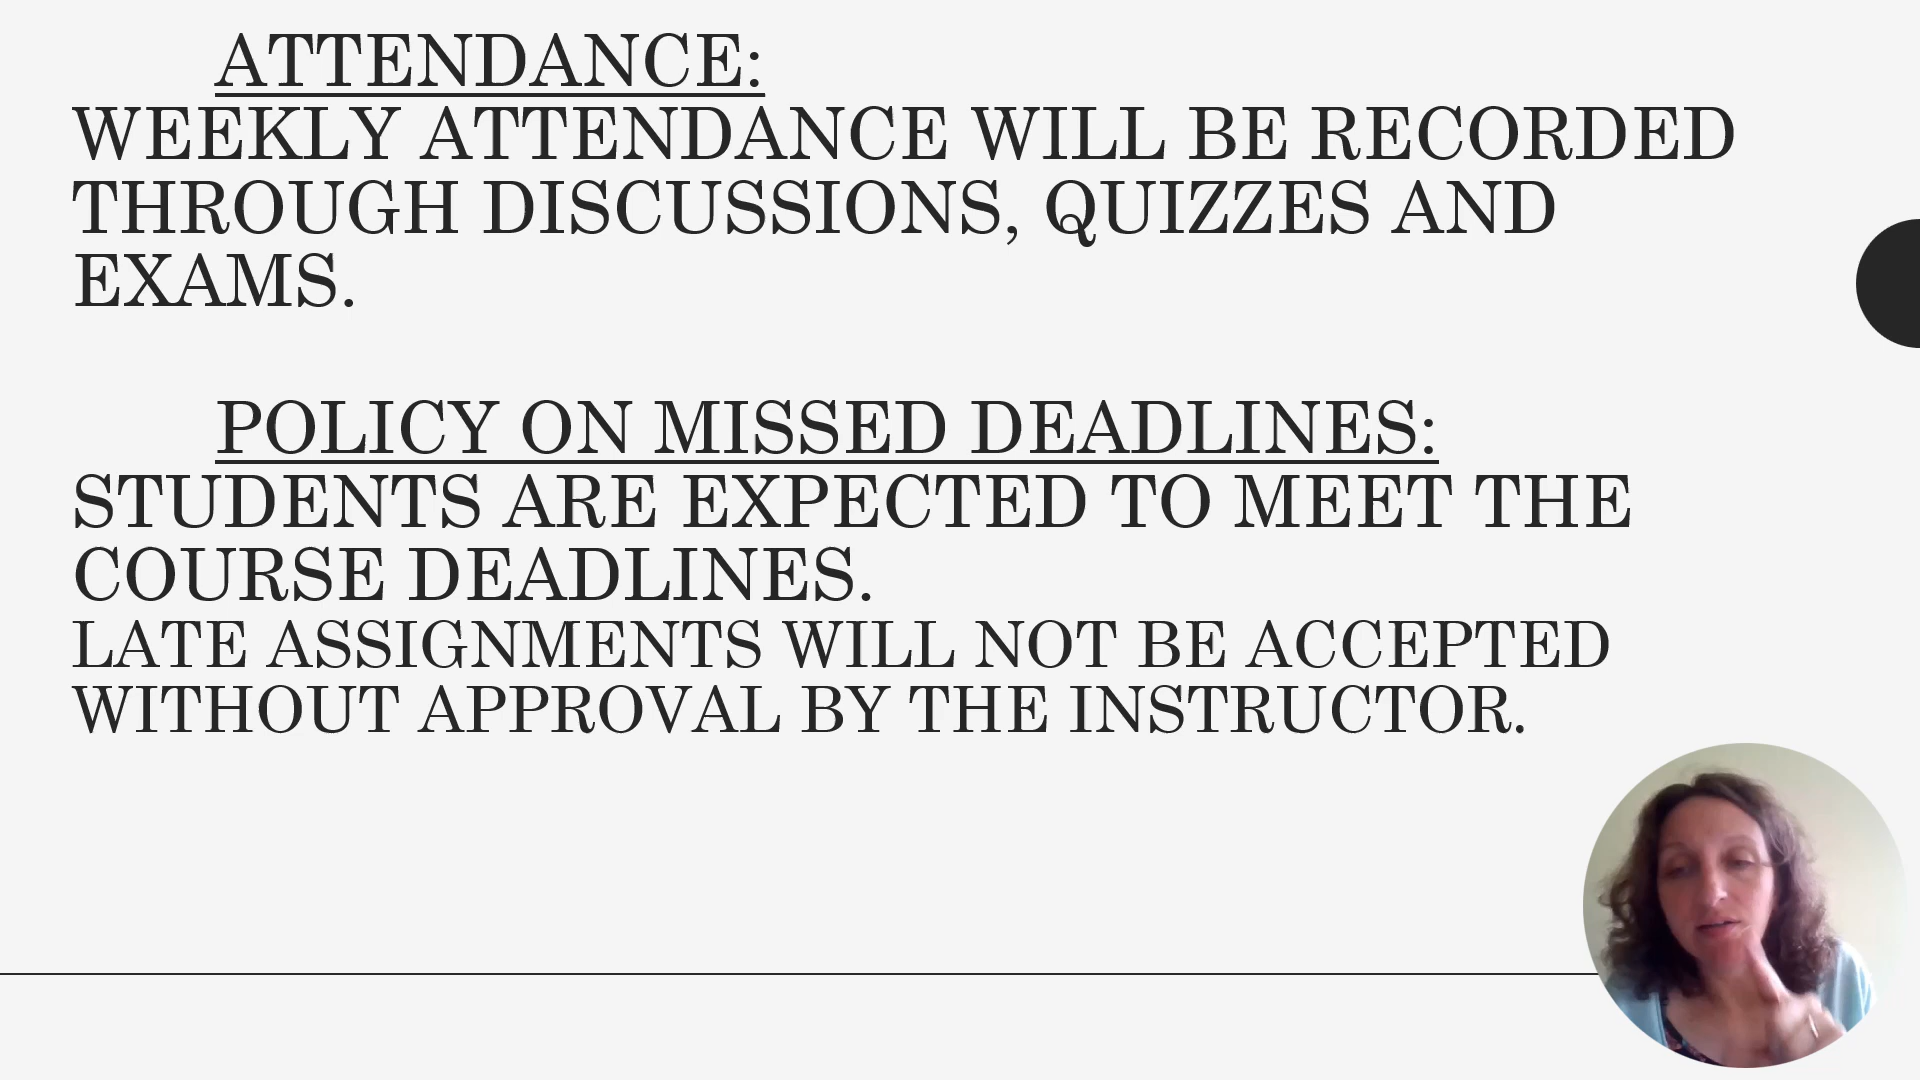 ATTENDANCE:
WEEKLY ATTENDANCE WILL BE RECORDED
THROUGH DISCUSSIONS, QUIZZES AND
EXAMS.
POLICY ON MISSED DEADLINES:
STUDENTS ARE EXPECTED TO MEET THE
COURSE DEADLINES.
LATE ASSIGNMENTS WILL NOT BE ACCEPTED
WITHOUT APPROVAL BY THE INSTRUCTOR.